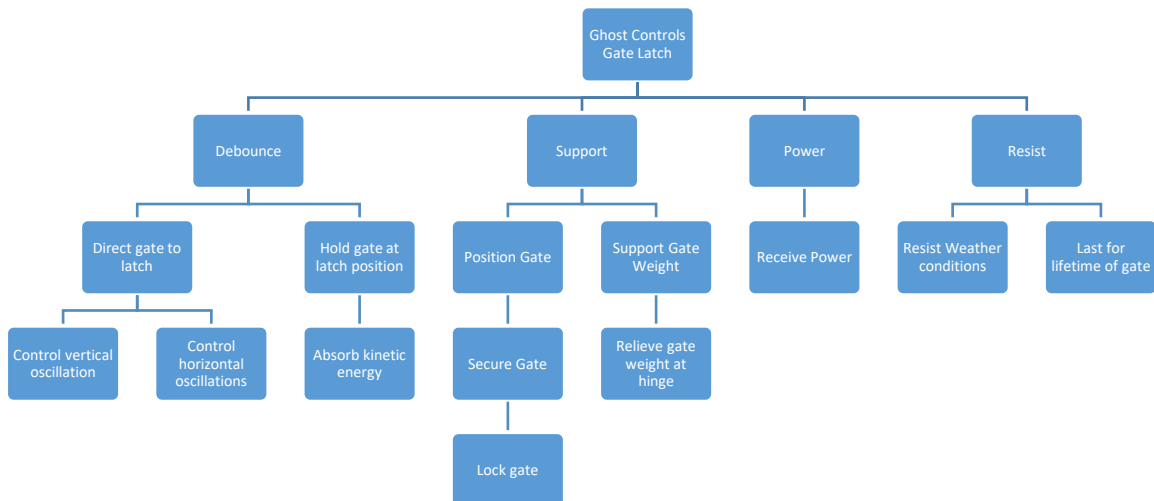 Ghost Controls
Gate Latch
Debounce
Support
Power
Resist
Direct gate to
latch
Hold gate at
latch position
Position Gate
Support Gate
Weight
Receive Power
Resist Weather
conditions
Last for
lifetime of gate
Control vertical
oscillation
Control
horizontal
oscillations
Absorb kinetic
energy
Secure Gate
Relieve gate
weight at
hinge
Lock gate